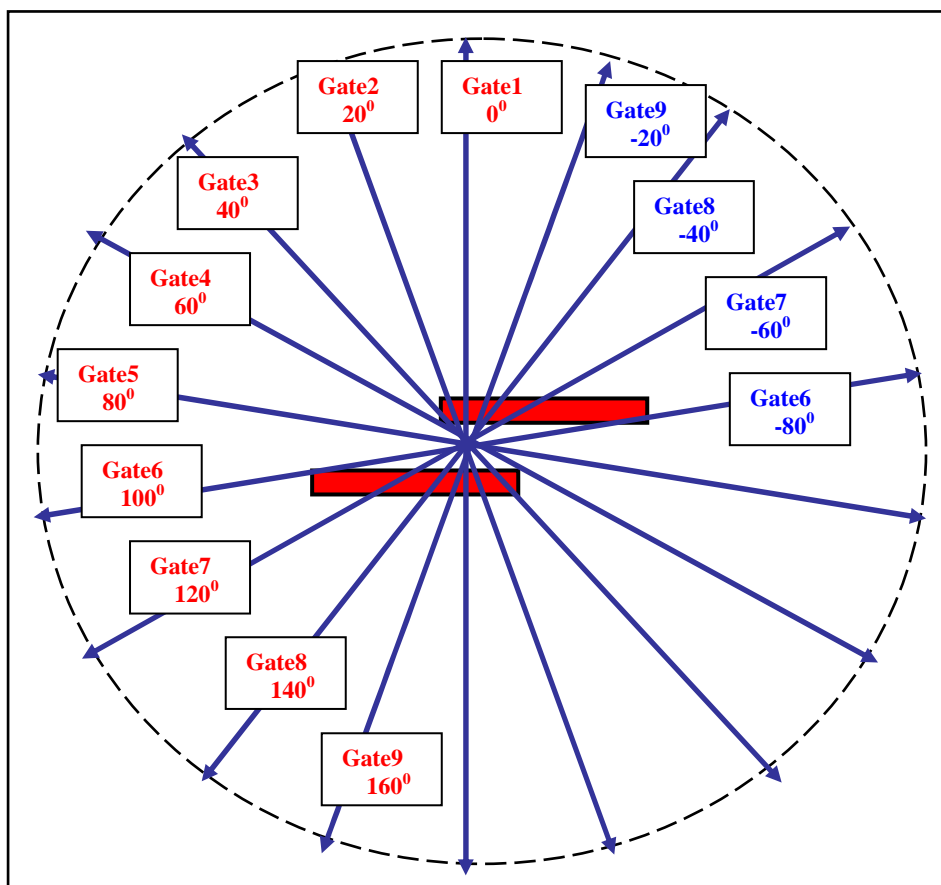 Gate2
20⁰
Gate1
0⁰
Gate9
-20⁰
Gate3
40⁰
Gate8
-40⁰
Gate4
60⁰
Gate7
-60⁰
Gate5
80⁰
Gate6
-80⁰
Gate6
100⁰
Gate7
120⁰
Gate8
140⁰
Gate9
160⁰